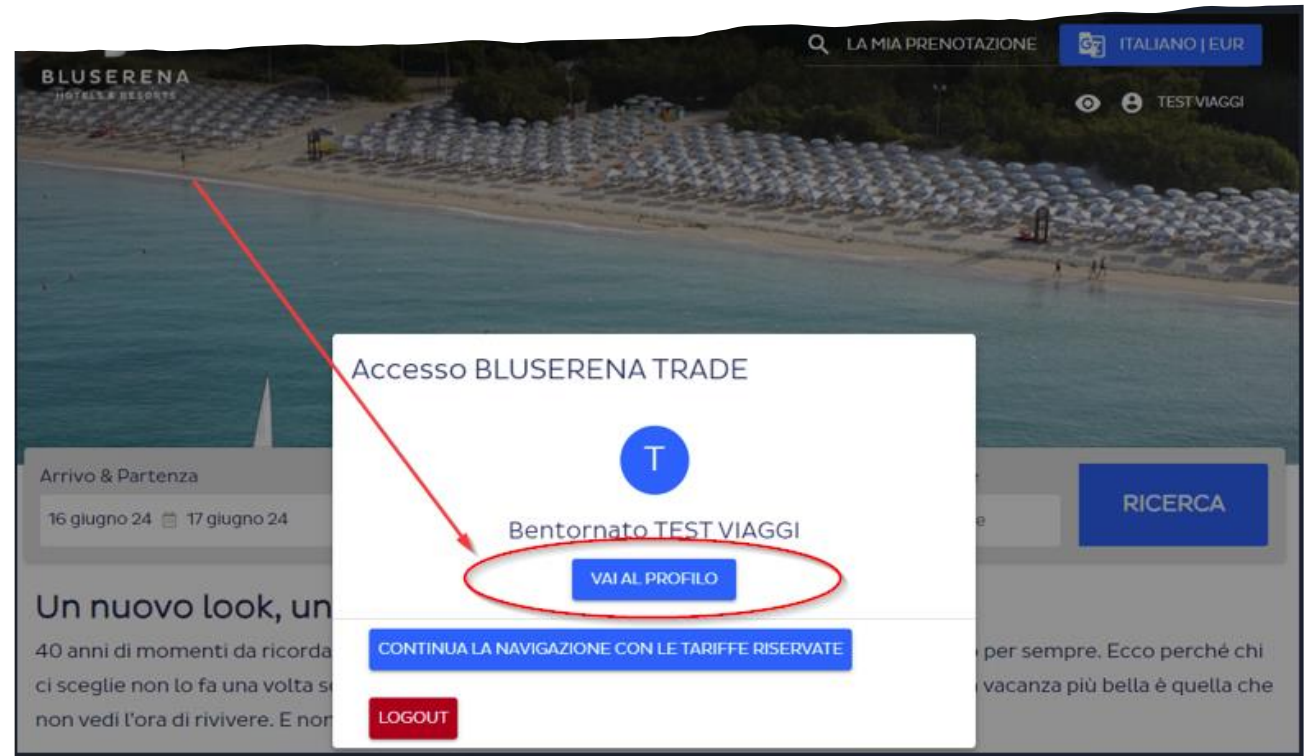 LA MIA PRENOTAZIONE
ITALIANO | EUR
BLUSERENA
HOTELS & RESORTS
TEST VIAGGI
Accesso BLUSERENA TRADE
T
Bentornato TEST VIAGGI
VAI AL PROFILO
CONTINUA LA NAVIGAZIONE CON LE TARIFFE RISERVATE
LOGOUT
Arrivo & Partenza
16 giugno 24 17 giugno 24
RICERCA
Un nuovo look, un
40 anni di momenti da ricorda per sempre. Ecco perché chi
ci sceglie non lo fa una volta vacanza più bella è quella che
non vedi l'ora di rivivere. E non